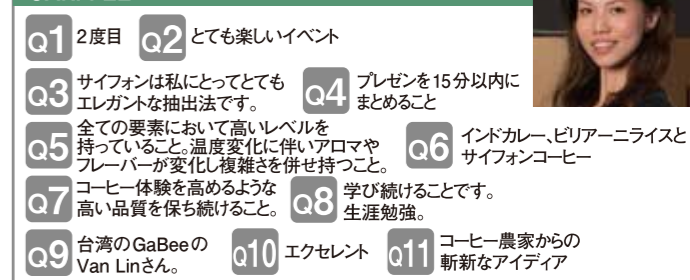 Q1 2度目 Q2 とても楽しいイベント
Q3 サイフォンは私にとってとても
エレガントな抽出法です。
Q4 プレゼンを15分以内に
まとめること
Q5 全ての要素において高いレベルを
持っていること。温度変化に伴いアロマや
フレーバーが変化し複雑さを併せ持つこと。
Q6 インドカレー、ビリアーニライスと
サイフォンコーヒー
Q7 コーヒー体験を高めるような
高い品質を保ち続けること。
Q8 学び続けることです。
生涯勉強。
Q9 台湾のGaBeeの
Van Linさん。
Q10 エクセレント
Q11 コーヒー農家からの
斬新なアイディア